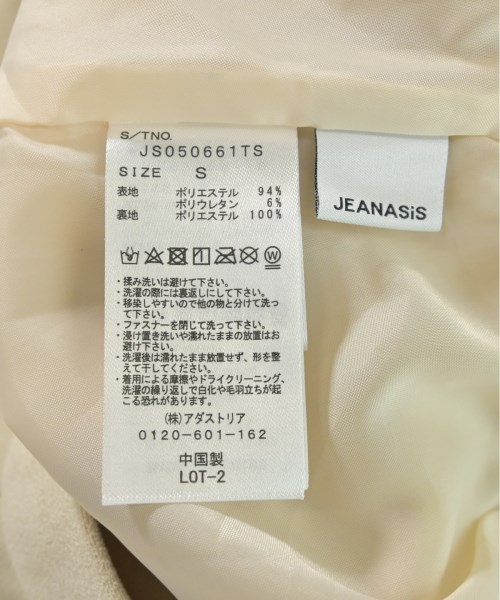 S/TNO.
JS050661TS
SIZE S
表地 ポリエステル 94%
ポリウレタン 6%
裏地 ポリエステル 100%
・揉み洗いは避けて下さい。
・洗濯の際には裏返しにして下さい。
・移染しやすいので他の物と分けて洗っ
て下さい。
・ファスナーを閉じて洗って下さい。
・浸け置き洗いや濡れたままの放置はお
避け下さい。
・洗濯後は濡れたまま放置せず、形を整
えて干してください。
・着用による摩擦やドライクリーニング、
洗濯の繰り返しで白化や毛羽立ちが起
こる恐れがあります。
(株)アダストリア
0120-601-162
中国製
LOT-2
JEANASiS